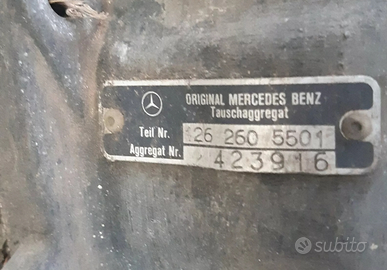 ORIGINAL MERCEDES BENZ
Tauschaggregat
Teil Nr. 26 260 5501
Aggregat Nr. 423916
subito